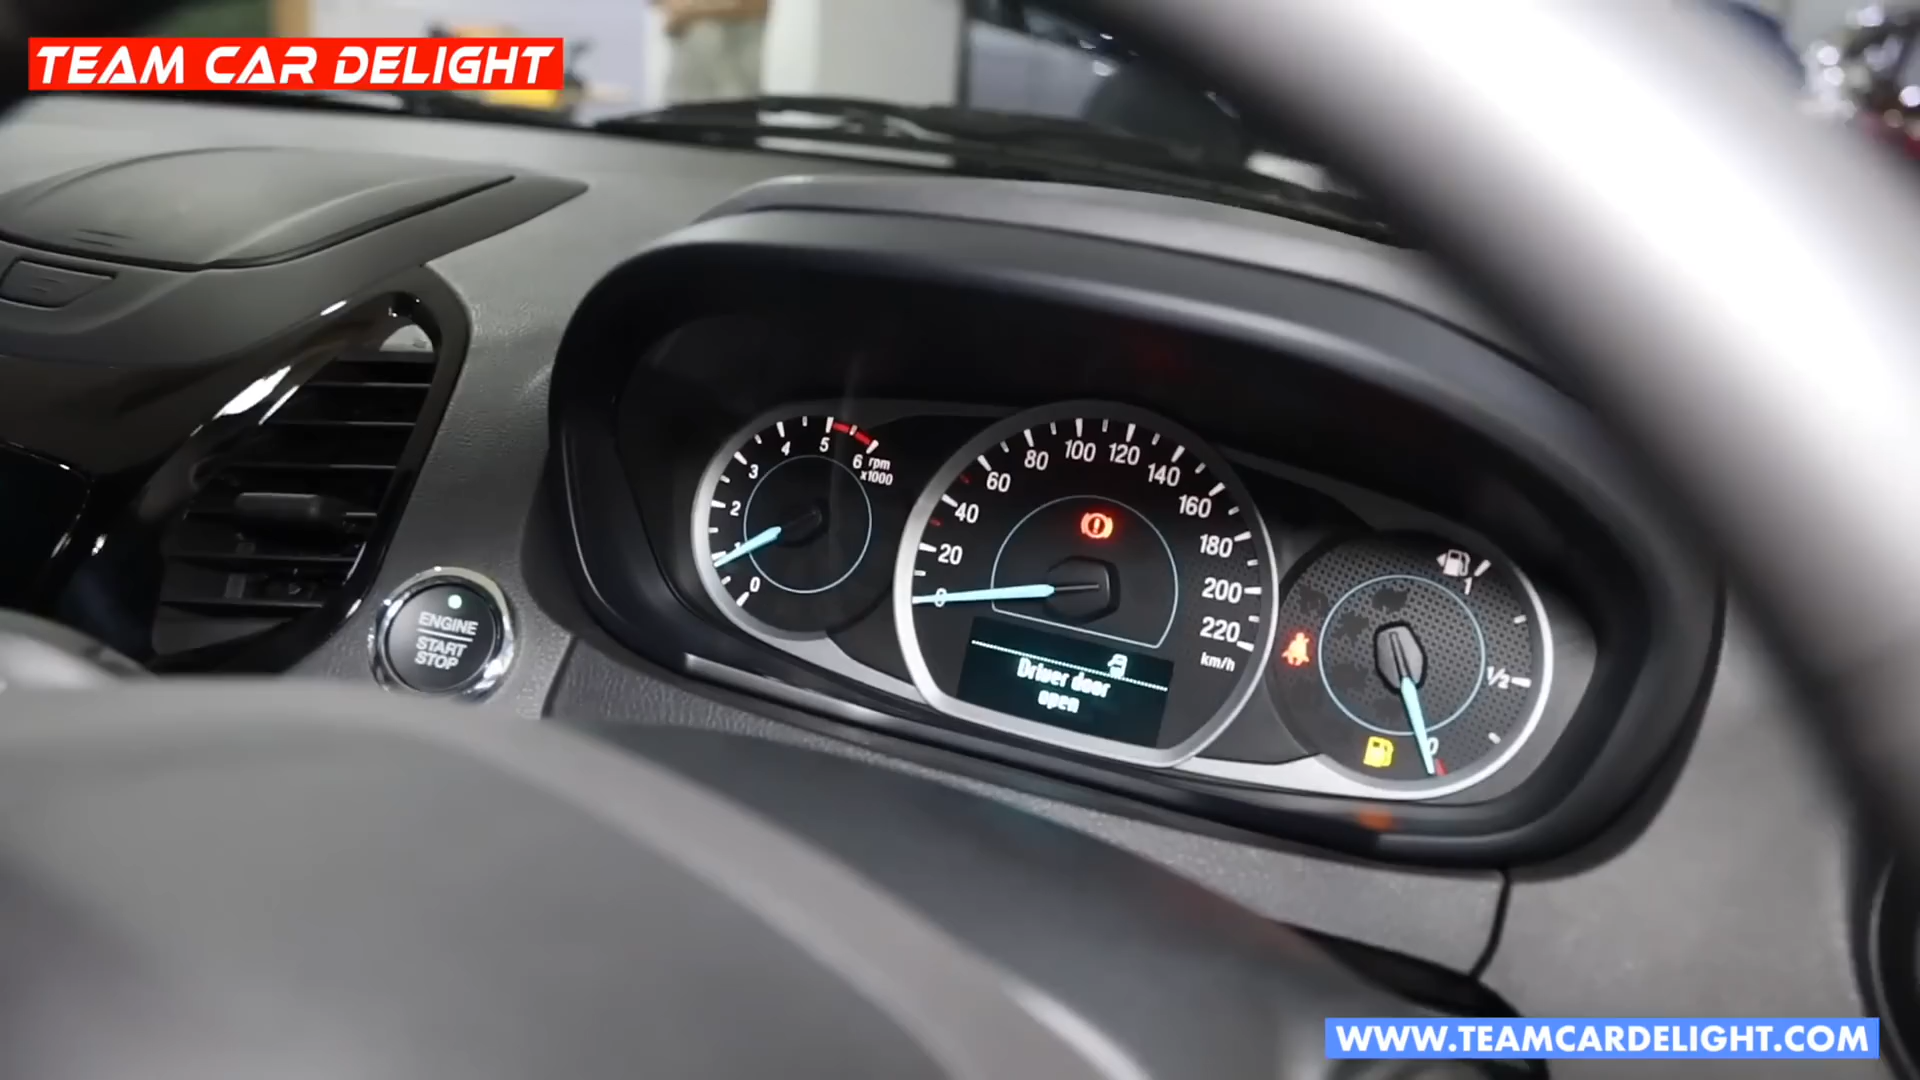 TEAM CAR DELIGHT
ENGINE
START
STOP
0
1
2
3
4
5
6
rpm
x1000
0
20
40
60
80
100
120
140
160
180
200
220
km/h
Driver door
open
1
1/2
0
WWW.TEAMCARDELIGHT.COM